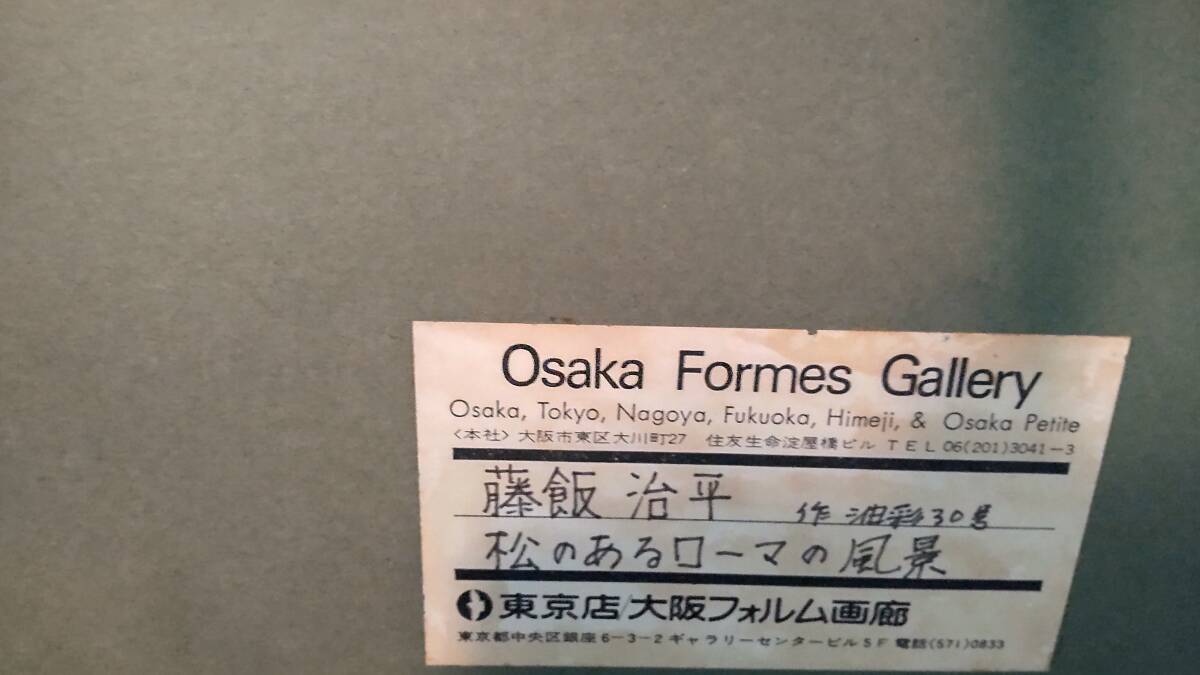 Osaka Formes Gallery
Osaka, Tokyo, Nagoya, Fukuoka, Himeji, & Osaka Petite
〈本社〉大阪市東区大川町27 住友生命淀屋橋ビル TEL 06(201)3041-3
藤飯 治平 作 油彩30号
松のあるローマの風景
東京店/大阪フォルム画廊
東京都中央区銀座6-3-2ギャラリーセンタービル5F 電話(571)0833